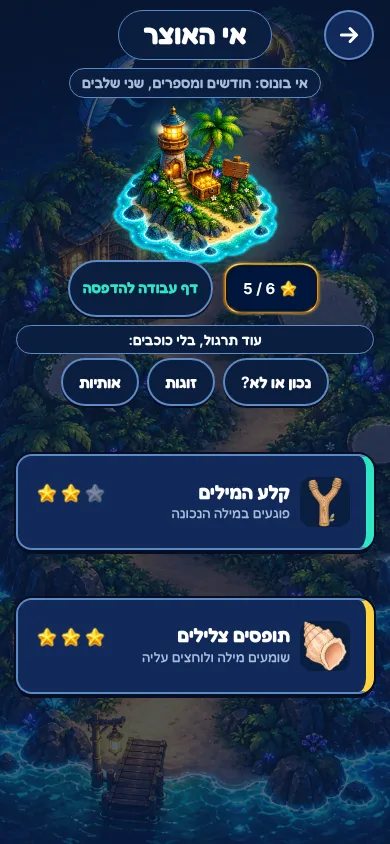 אי האוצר
אי בונוס: חודשים ומספרים, שני שלבים
5 / 6
דף עבודה להדפסה
עוד תרגול, בלי כוכבים:
נכון או לא?
זוגות
אותיות
קלע המילים
פוגעים במילה הנכונה
תופסים צלילים
שומעים מילה ולוחצים עליה